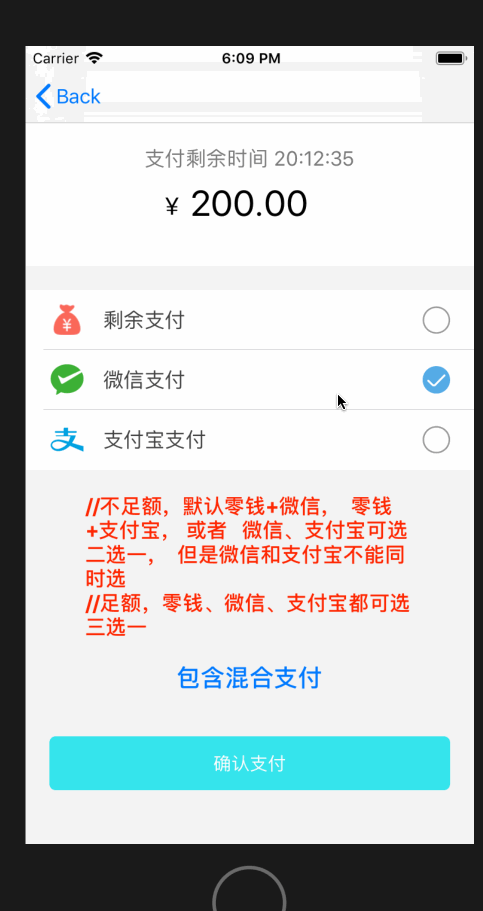 Carrier 6:09 PM
Back
支付剩余时间 20:12:35
¥ 200.00
剩余支付
微信支付
支付宝支付
//不足额，默认零钱+微信， 零钱
+支付宝， 或者 微信、支付宝可选
二选一， 但是微信和支付宝不能同
时选
//足额，零钱、微信、支付宝都可选
三选一
包含混合支付
确认支付